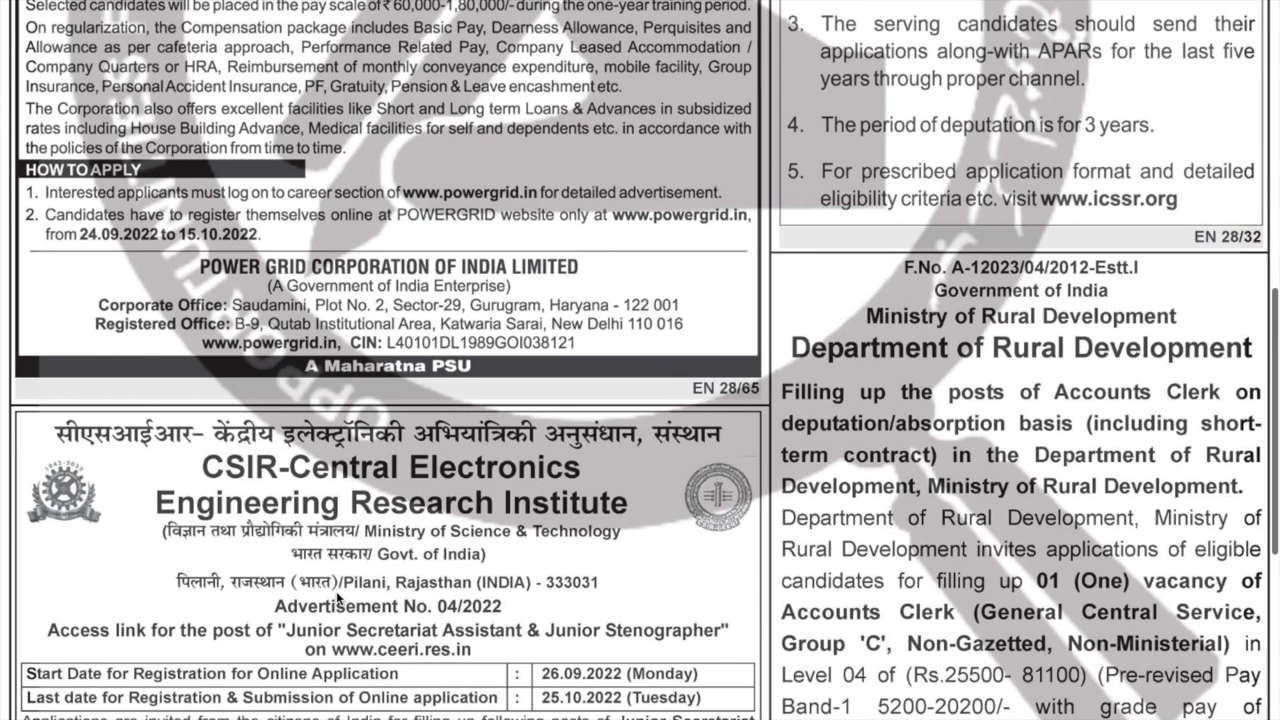 Selected candidates will be placed in the pay scale of ₹ 60,000-1,80,000/- during the one-year training period.
On regularization, the Compensation package includes Basic Pay, Dearness Allowance, Perquisites and
Allowance as per cafeteria approach, Performance Related Pay, Company Leased Accommodation /
Company Quarters or HRA, Reimbursement of monthly conveyance expenditure, mobile facility, Group
Insurance, Personal Accident Insurance, PF, Gratuity, Pension & Leave encashment etc.
The Corporation also offers excellent facilities like Short and Long term Loans & Advances in subsidized
rates including House Building Advance, Medical facilities for self and dependents etc. in accordance with
the policies of the Corporation from time to time.
HOW TO APPLY
1. Interested applicants must log on to career section of www.powergrid.in for detailed advertisement.
2. Candidates have to register themselves online at POWERGRID website only at www.powergrid.in,
from 24.09.2022 to 15.10.2022.
POWER GRID CORPORATION OF INDIA LIMITED
(A Government of India Enterprise)
Corporate Office: Saudamini, Plot No. 2, Sector-29, Gurugram, Haryana - 122 001
Registered Office: B-9, Qutab Institutional Area, Katwaria Sarai, New Delhi 110 016
www.powergrid.in, CIN: L40101DL1989GOI038121
A Maharatna PSU
EN 28/65
सीएसआईआर- केंद्रीय इलेक्ट्रॉनिकी अभियांत्रिकी अनुसंधान, संस्थान
CSIR-Central Electronics
Engineering Research Institute
(विज्ञान तथा प्रौद्योगिकी मंत्रालय/ Ministry of Science & Technology
भारत सरकार/ Govt. of India)
पिलानी, राजस्थान (भारत)/Pilani, Rajasthan (INDIA) - 333031
Advertisement No. 04/2022
Access link for the post of "Junior Secretariat Assistant & Junior Stenographer"
on www.ceeri.res.in
Start Date for Registration for Online Application : 26.09.2022 (Monday)
Last date for Registration & Submission of Online application : 25.10.2022 (Tuesday)
Applications are invited from the citizens of India for filling up following posts of Junior Secretariat
3. The serving candidates should send their
applications along-with APARs for the last five
years through proper channel.
4. The period of deputation is for 3 years.
5. For prescribed application format and detailed
eligibility criteria etc. visit www.icssr.org
EN 28/32
F.No. A-12023/04/2012-Estt.I
Government of India
Ministry of Rural Development
Department of Rural Development
Filling up the posts of Accounts Clerk on
deputation/absorption basis (including short-
term contract) in the Department of Rural
Development, Ministry of Rural Development.
Department of Rural Development, Ministry of
Rural Development invites applications of eligible
candidates for filling up 01 (One) vacancy of
Accounts Clerk (General Central Service,
Group 'C', Non-Gazetted, Non-Ministerial) in
Level 04 of (Rs.25500- 81100) (Pre-revised Pay
Band-1 5200-20200/- with grade pay of